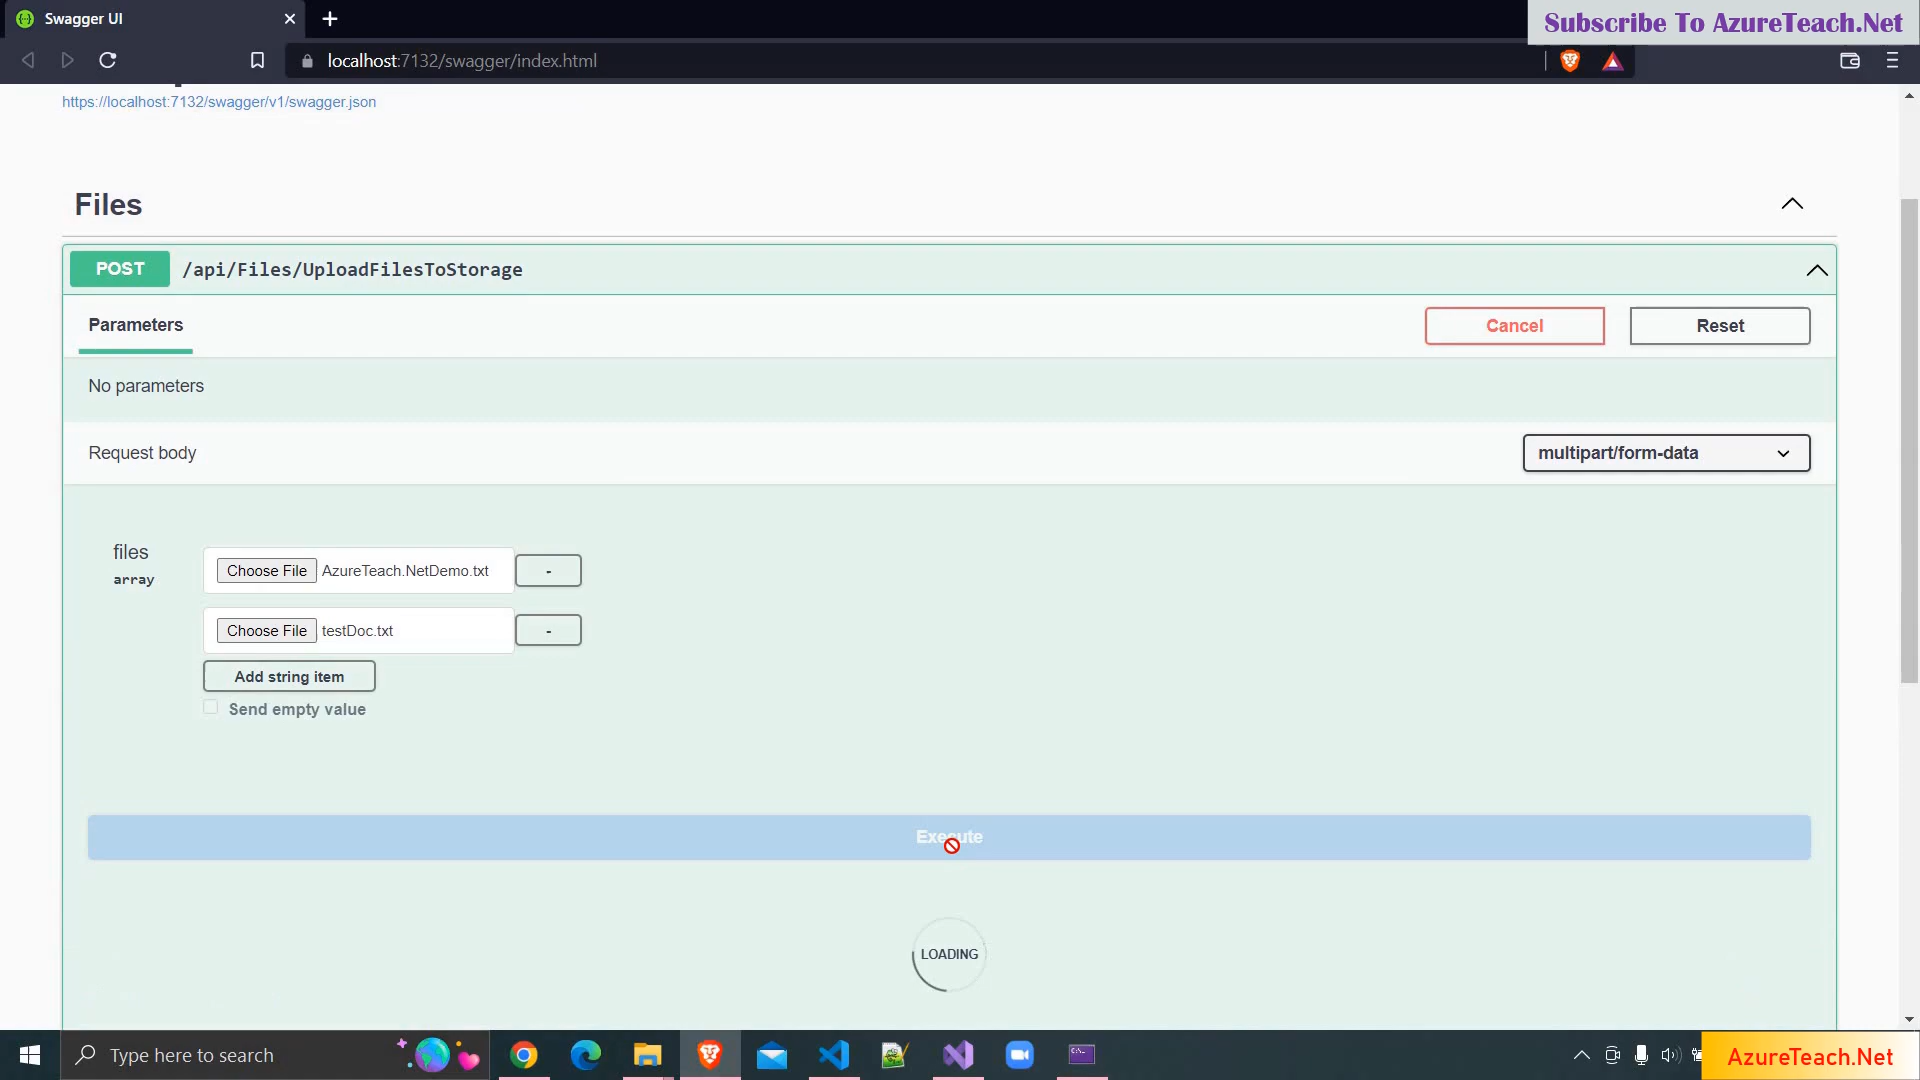 Swagger UI
Subscribe To AzureTeach.Net
localhost:7132/swagger/index.html
https://localhost:7132/swagger/v1/swagger.json
Files
POST /api/Files/UploadFilesToStorage
Parameters
Cancel
Reset
No parameters
Request body
multipart/form-data
files
array
Choose File AzureTeach.NetDemo.txt
-
Choose File testDoc.txt
-
Add string item
Send empty value
Execute
LOADING
Type here to search
AzureTeach.Net